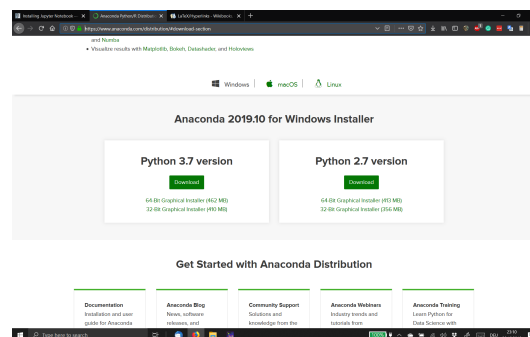 Installing Jupyter Notebook
Anaconda Python/R Distribut
LaTeX/Hyperlinks - Wikibooks
https://www.anaconda.com/distribution/#download-section
and Numba
Visualize results with Matplotlib, Bokeh, Datashader, and Holoviews
Windows | macOS | Linux
Anaconda 2019.10 for Windows Installer
Python 3.7 version
Download
64-Bit Graphical Installer (462 MB)
32-Bit Graphical Installer (410 MB)
Python 2.7 version
Download
64-Bit Graphical Installer (413 MB)
32-Bit Graphical Installer (356 MB)
Get Started with Anaconda Distribution
Documentation
Installation and user
guide for Anaconda
Anaconda Blog
News, software
releases, and
Community Support
Solutions and
knowledge from the
Anaconda Webinars
Industry trends and
tutorials from
Anaconda Training
Learn Python for
Data Science with
Type here to search
100%
DEU
23:10